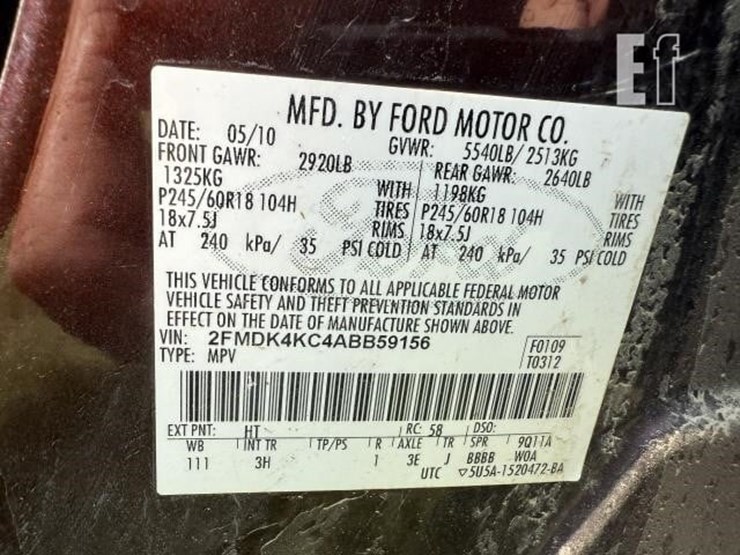 Ef
MFD. BY FORD MOTOR CO.
DATE: 05/10 GVWR: 5540LB/ 2513KG
FRONT GAWR: 2920LB REAR GAWR: 2640LB
1325KG WITH 1198KG WITH
P245/60R18 104H TIRES P245/60R18 104H TIRES
18x7.5J RIMS 18x7.5J RIMS
AT 240 kPa/ 35 PSI COLD AT 240 kPa/ 35 PSI COLD
Ford
THIS VEHICLE CONFORMS TO ALL APPLICABLE FEDERAL MOTOR
VEHICLE SAFETY AND THEFT PREVENTION STANDARDS IN
EFFECT ON THE DATE OF MANUFACTURE SHOWN ABOVE.
VIN: 2FMDK4KC4ABB59156 F0109
TYPE: MPV T0312
EXT PNT: HT RC: 58 DSO:
WB INT TR TP/PS R AXLE TR SPR 9Q11A
111 3H 1 3E J BBBB W0A
UTC ▽5U5A-1520472-BA